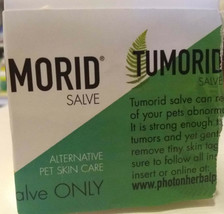 MORID®
SALVE
ALTERNATIVE
PET SKIN CARE
alve ONLY
TUMORID
SALVE
Tumorid salve can re
of your pets abnorm
It is strong enough t
tumors and yet gen
remove tiny skin tag
sure to follow all in
insert or online at
www.photonherbalp